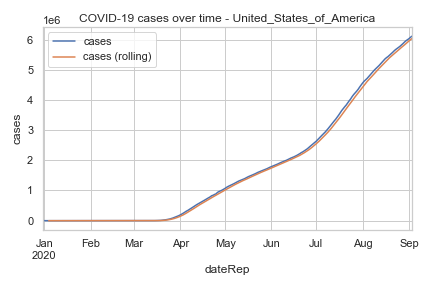 COVID-19 cases over time - United_States_of_America
1e6
cases
cases (rolling)
6
5
4
3
2
1
0
cases
Jan Feb Mar Apr May Jun Jul Aug Sep
2020
dateRep